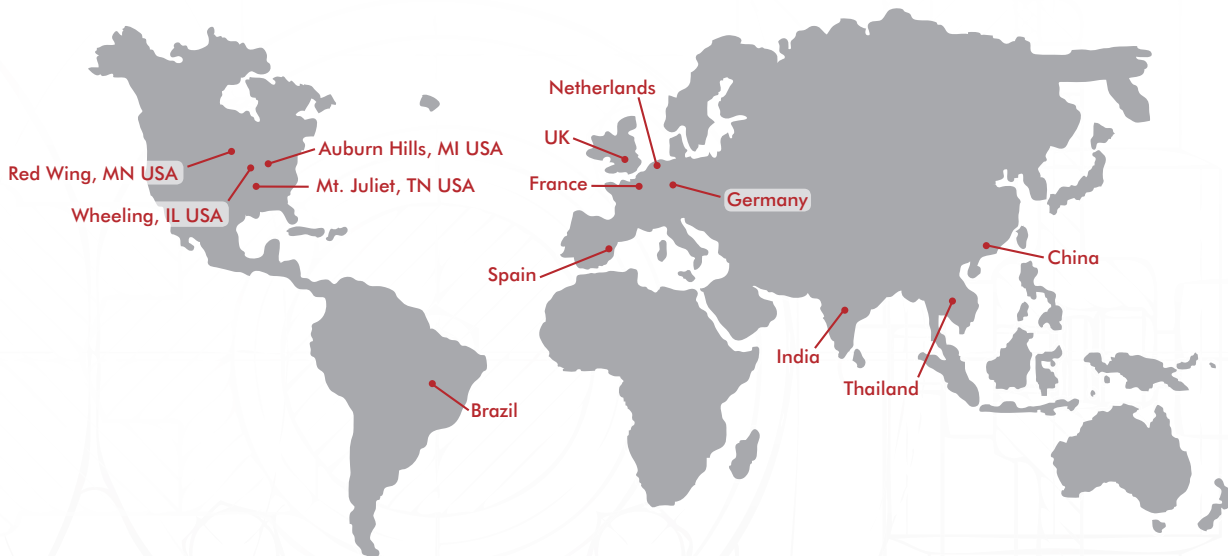 Netherlands
UK
Auburn Hills, MI USA
Red Wing, MN USA
Mt. Juliet, TN USA
France
Germany
Wheeling, IL USA
China
Spain
India
Thailand
Brazil